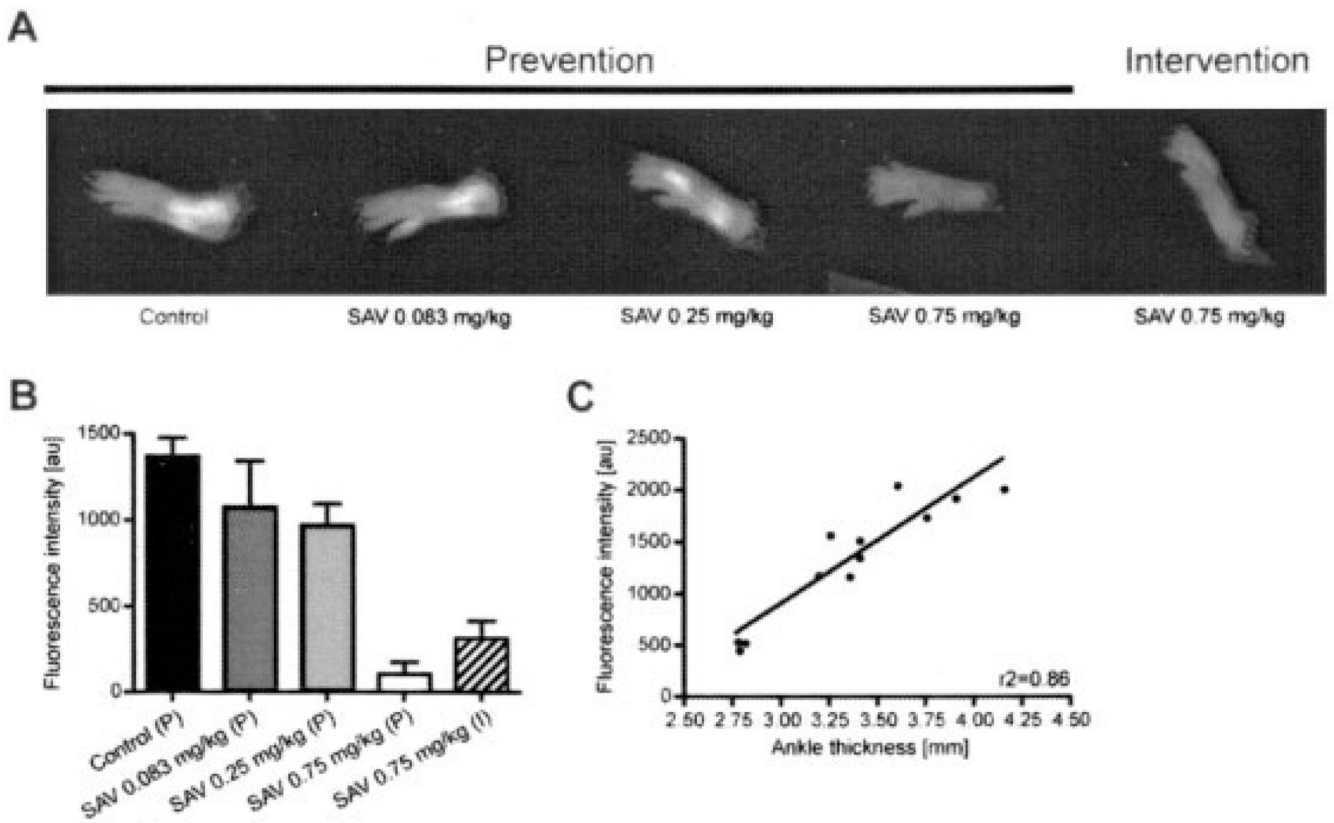 A
Prevention Intervention
Control SAV 0.083 mg/kg SAV 0.25 mg/kg SAV 0.75 mg/kg SAV 0.75 mg/kg
B
Fluorescence intensity [au]
1500
1000
500
0
Control (P)
SAV 0.083 mg/kg (P)
SAV 0.25 mg/kg (P)
SAV 0.75 mg/kg (P)
SAV 0.75 mg/kg (I)
C
Fluorescence intensity [au]
2500
2000
1500
1000
500
0
r2=0.86
2.50 2.75 3.00 3.25 3.50 3.75 4.00 4.25 4.50
Ankle thickness [mm]